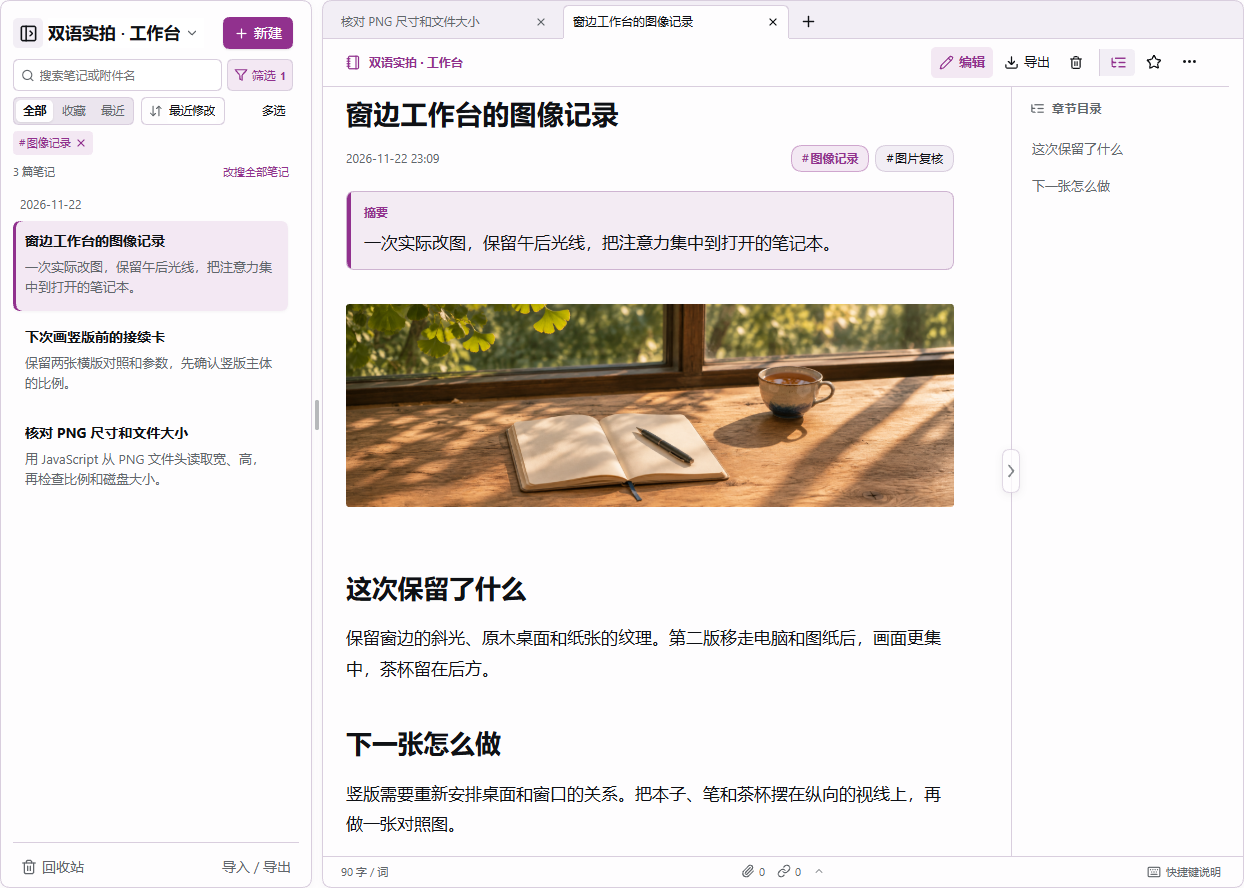 双语实拍 · 工作台
新建
搜索笔记或附件名
筛选 1
全部
收藏
最近
最近修改
多选
#图像记录
3 篇笔记
改搜全部笔记
2026-11-22
窗边工作台的图像记录
一次实际改图，保留午后光线，把注意力集
中到打开的笔记本。
下次画竖版前的接续卡
保留两张横版对照和参数，先确认竖版主体
的比例。
核对 PNG 尺寸和文件大小
用 JavaScript 从 PNG 文件头读取宽、高，
再检查比例和磁盘大小。
回收站
导入 / 导出
核对 PNG 尺寸和文件大小
窗边工作台的图像记录
双语实拍 · 工作台
编辑
导出
窗边工作台的图像记录
2026-11-22 23:09
#图像记录
#图片复核
摘要
一次实际改图，保留午后光线，把注意力集中到打开的笔记本。
这次保留了什么
保留窗边的斜光、原木桌面和纸张的纹理。第二版移走电脑和图纸后，画面更集
中，茶杯留在后方。
下一张怎么做
竖版需要重新安排桌面和窗口的关系。把本子、笔和茶杯摆在纵向的视线上，再
做一张对照图。
章节目录
这次保留了什么
下一张怎么做
90 字 / 词
0
0
快捷键说明